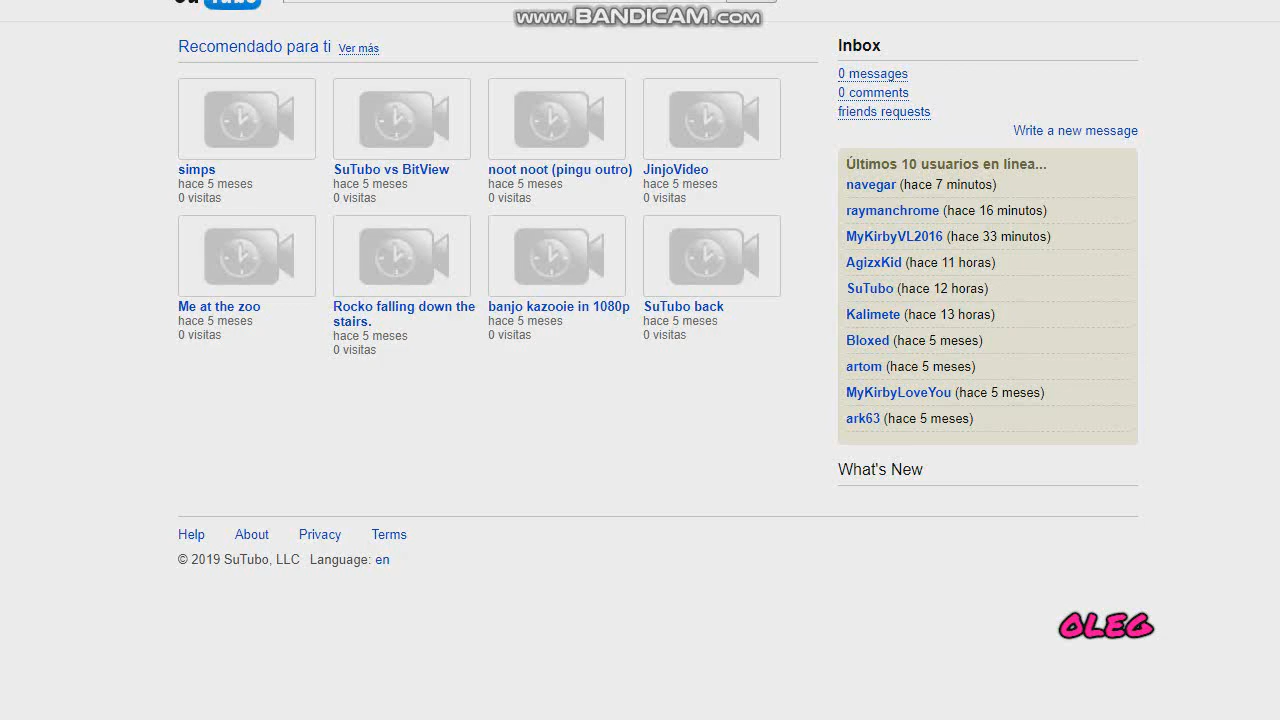 SuTubo
www.BANDICAM.com
Recomendado para ti Ver más
simps
hace 5 meses
0 visitas
SuTubo vs BitView
hace 5 meses
0 visitas
noot noot (pingu outro)
hace 5 meses
0 visitas
JinjoVideo
hace 5 meses
0 visitas
Me at the zoo
hace 5 meses
0 visitas
Rocko falling down the
stairs.
hace 5 meses
0 visitas
banjo kazooie in 1080p
hace 5 meses
0 visitas
SuTubo back
hace 5 meses
0 visitas
Inbox
0 messages
0 comments
friends requests
Write a new message
Últimos 10 usuarios en línea...
navegar (hace 7 minutos)
raymanchrome (hace 16 minutos)
MyKirbyVL2016 (hace 33 minutos)
AgizxKid (hace 11 horas)
SuTubo (hace 12 horas)
Kalimete (hace 13 horas)
Bloxed (hace 5 meses)
artom (hace 5 meses)
MyKirbyLoveYou (hace 5 meses)
ark63 (hace 5 meses)
What's New
Help About Privacy Terms
© 2019 SuTubo, LLC Language: en
OLEG